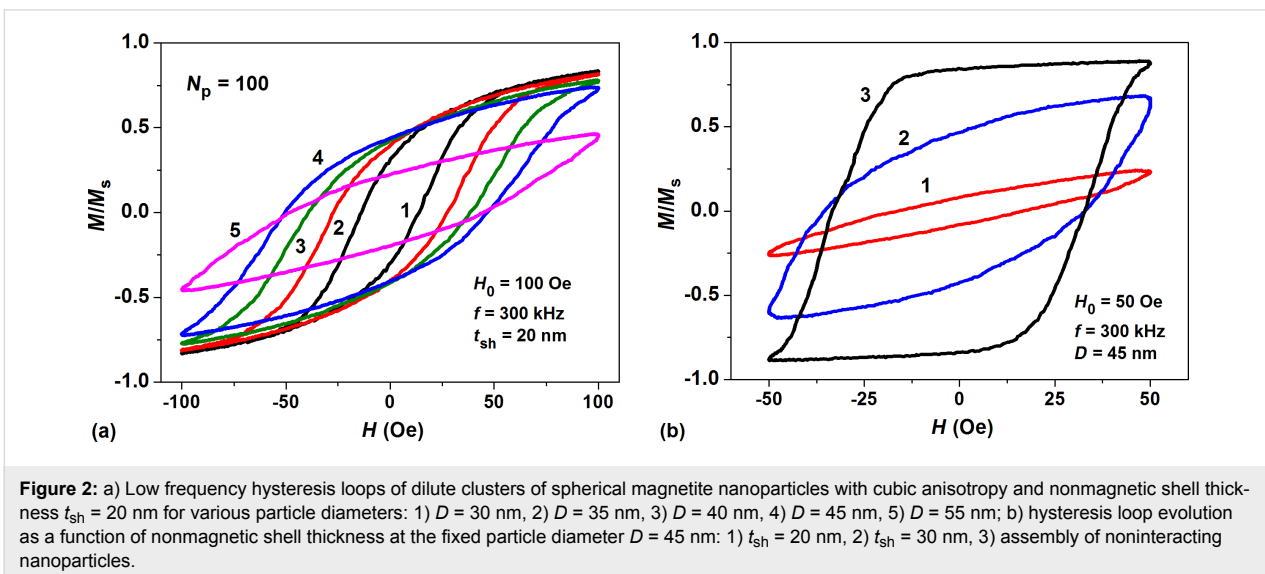 1.0
0.5
0.0
-0.5
-1.0
M/Ms
Np = 100
4
5
3
2
1
H0 = 100 Oe
f = 300 kHz
tsh = 20 nm
-100 -50 0 50 100
(a)
H (Oe)
1.0
0.5
0.0
-0.5
-1.0
M/Ms
3
2
1
H0 = 50 Oe
f = 300 kHz
D = 45 nm
-50 -25 0 25 50
(b)
H (Oe)
Figure 2: a) Low frequency hysteresis loops of dilute clusters of spherical magnetite nanoparticles with cubic anisotropy and nonmagnetic shell thick-
ness tsh = 20 nm for various particle diameters: 1) D = 30 nm, 2) D = 35 nm, 3) D = 40 nm, 4) D = 45 nm, 5) D = 55 nm; b) hysteresis loop evolution
as a function of nonmagnetic shell thickness at the fixed particle diameter D = 45 nm: 1) tsh = 20 nm, 2) tsh = 30 nm, 3) assembly of noninteracting
nanoparticles.